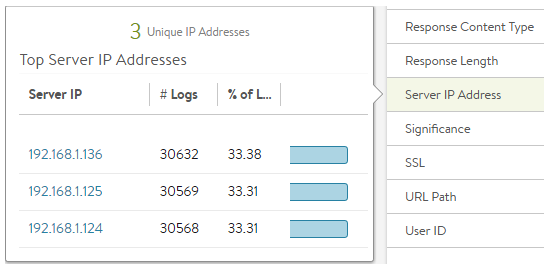 3 Unique IP Addresses
Top Server IP Addresses
Server IP # Logs % of L...
192.168.1.136 30632 33.38
192.168.1.125 30569 33.31
192.168.1.124 30568 33.31
Response Content Type
Response Length
Server IP Address
Significance
SSL
URL Path
User ID